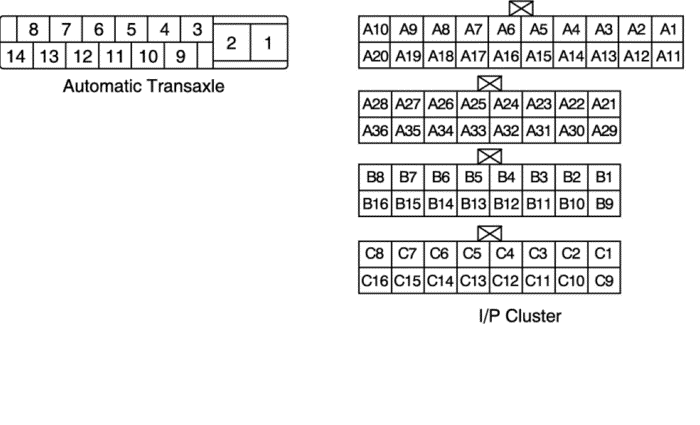 8 7 6 5 4 3 2 1
14 13 12 11 10 9
Automatic Transaxle
A10 A9 A8 A7 A6 A5 A4 A3 A2 A1
A20 A19 A18 A17 A16 A15 A14 A13 A12 A11
A28 A27 A26 A25 A24 A23 A22 A21
A36 A35 A34 A33 A32 A31 A30 A29
B8 B7 B6 B5 B4 B3 B2 B1
B16 B15 B14 B13 B12 B11 B10 B9
C8 C7 C6 C5 C4 C3 C2 C1
C16 C15 C14 C13 C12 C11 C10 C9
I/P Cluster